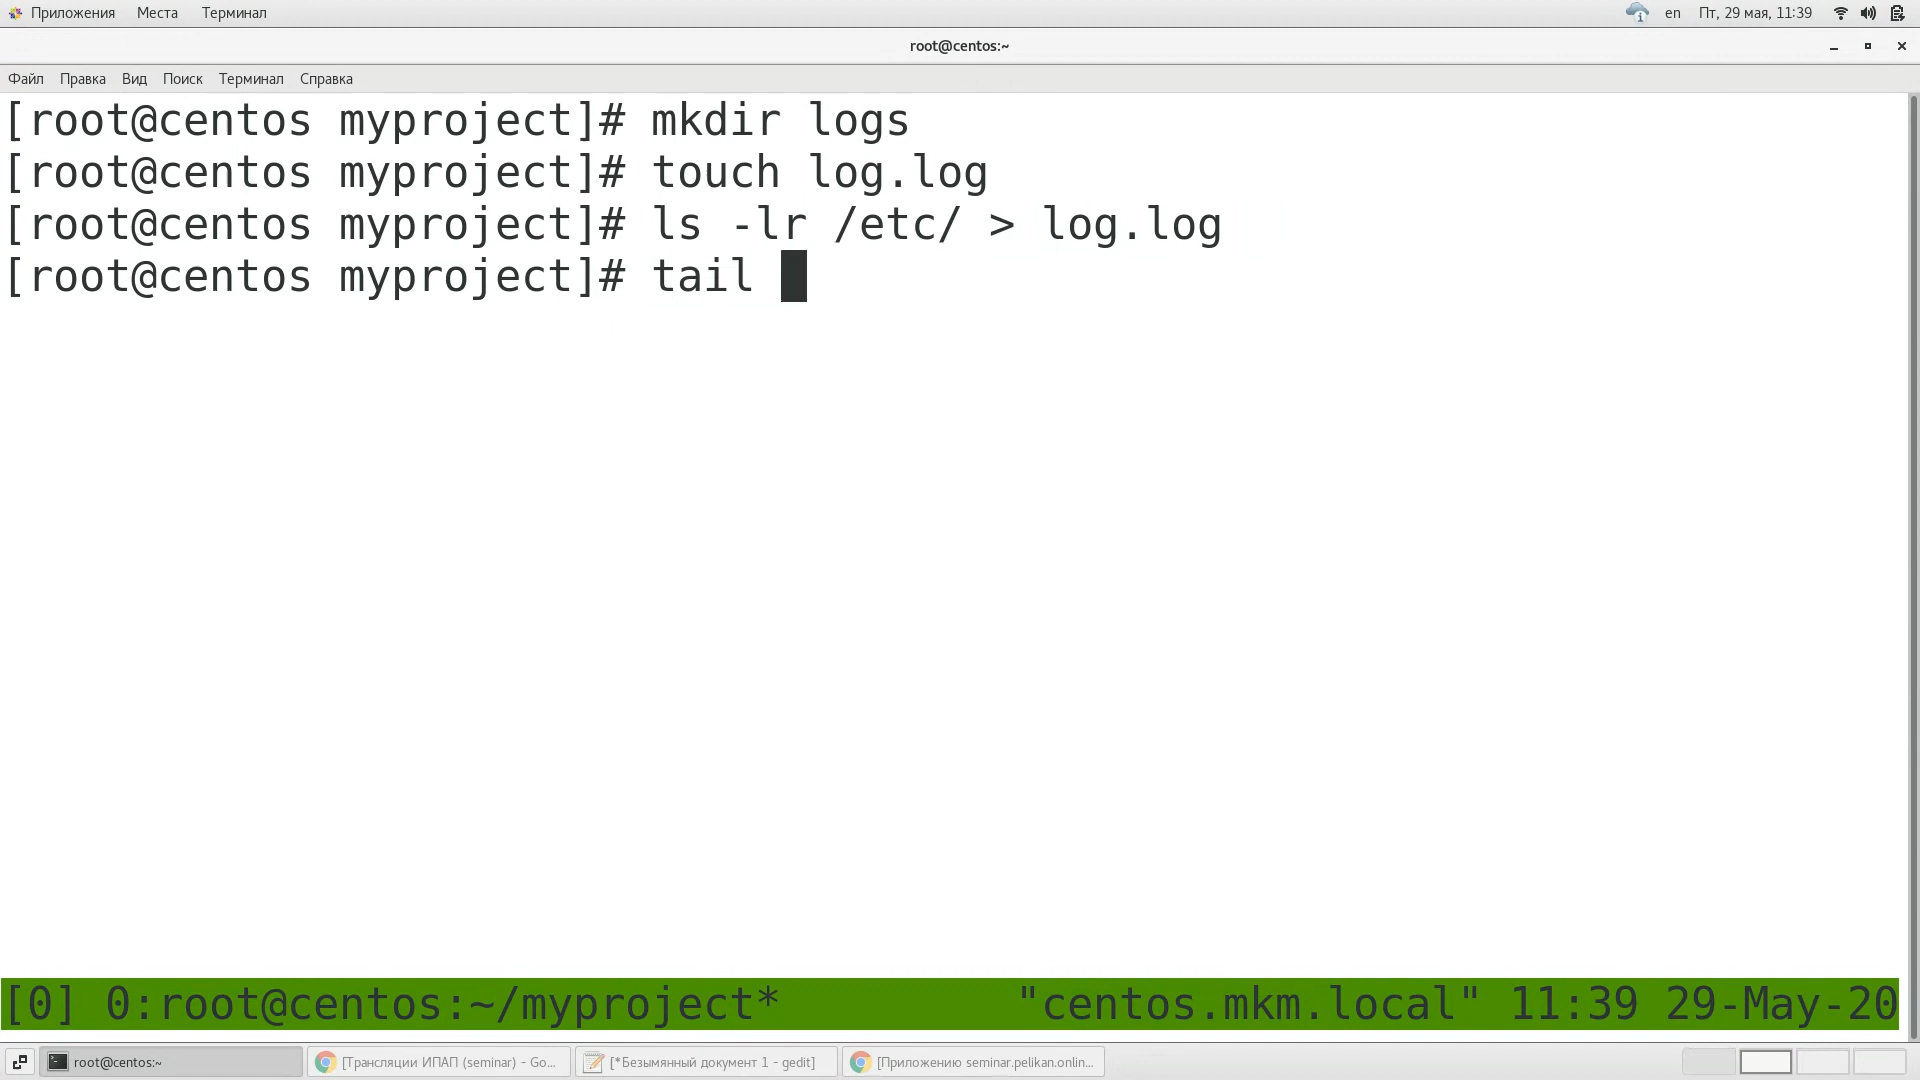 Приложения Места Терминал en Пт, 29 мая, 11:39
root@centos:~
Файл Правка Вид Поиск Терминал Справка
[root@centos myproject]# mkdir logs
[root@centos myproject]# touch log.log
[root@centos myproject]# ls -lr /etc/ > log.log
[root@centos myproject]# tail
[0] 0:root@centos:~/myproject* "centos.mkm.local" 11:39 29-May-20
root@centos:~ [Трансляции ИПАП (seminar) - Go... [*Безымянный документ 1 - gedit] [Приложению seminar.pelikan.onlin...